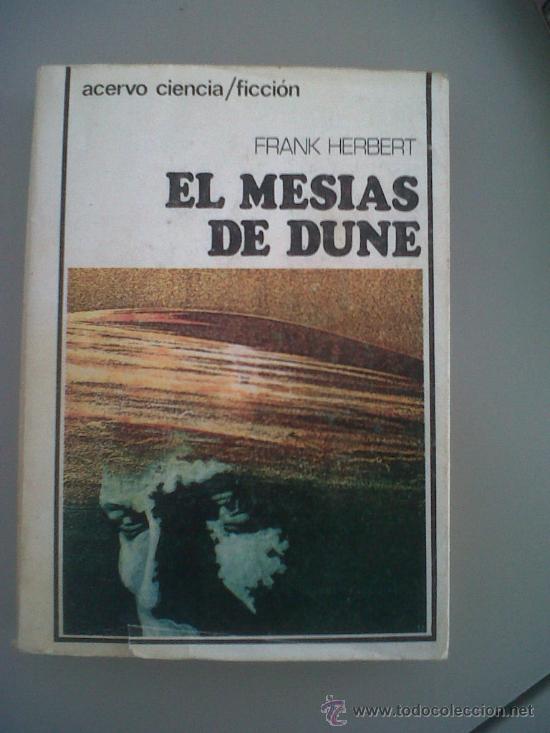 acervo ciencia/ficción
FRANK HERBERT
EL MESIAS
DE DUNE
www.todocoleccion.net